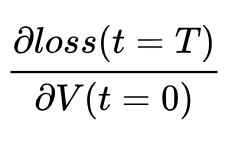 ∂loss(t = T)
∂V(t = 0)